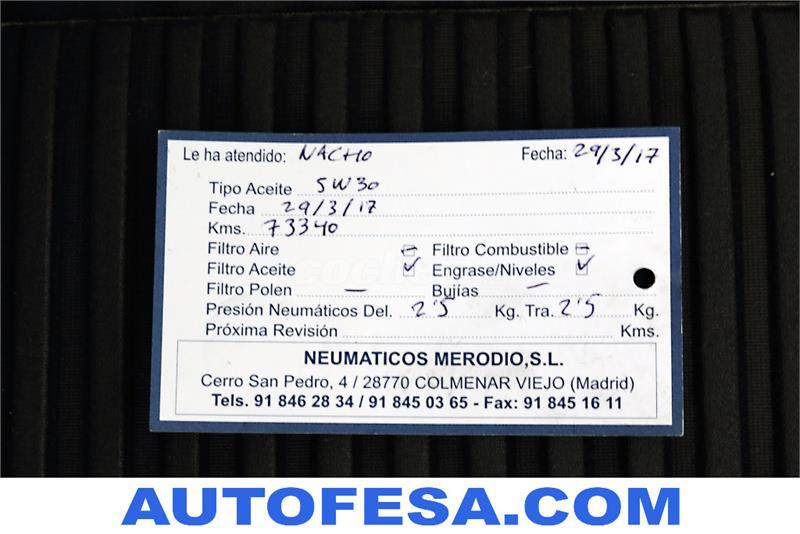 Le ha atendido: NACHO Fecha: 29/3/17
Tipo Aceite 5W30
Fecha 29/3/17
Kms. 73340
Filtro Aire Filtro Combustible
Filtro Aceite ✓ Engrase/Niveles ✓
Filtro Polen — Bujías —
Presión Neumáticos Del. 2'5 Kg. Tra. 2'5 Kg.
Próxima Revisión Kms.
NEUMATICOS MERODIO,S.L.
Cerro San Pedro, 4 / 28770 COLMENAR VIEJO (Madrid)
Tels. 91 846 28 34 / 91 845 03 65 - Fax: 91 845 16 11
AUTOFESA.COM